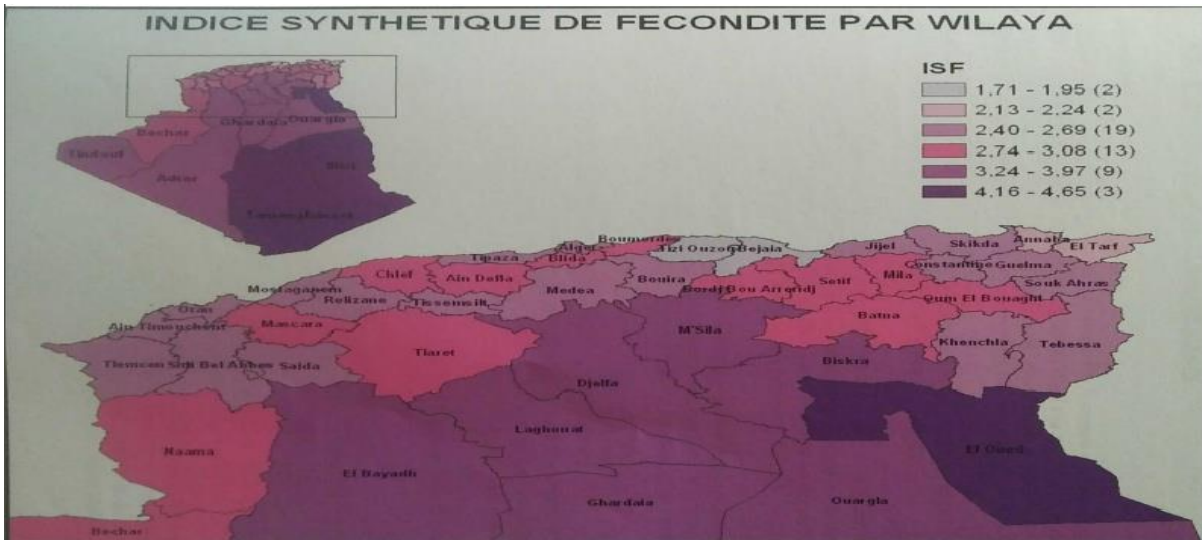 INDICE SYNTHETIQUE DE FECONDITE PAR WILAYA
ISF
1,71 - 1,95 (2)
2,13 - 2,24 (2)
2,40 - 2,69 (19)
2,74 - 3,08 (13)
3,24 - 3,97 (9)
4,16 - 4,65 (3)
Bechar
Ghardaia
Ouargla
Tindouf
Adrar
Illizi
Tamanghasset
Alger
Boumerdes
Tizi Ouzou
Bejaia
Jijel
Skikda
Annaba
El Tarf
Tipaza
Blida
Chlef
Ain Defla
Medea
Bouira
Bordj Bou Arreridj
Setif
Mila
Constantine
Guelma
Souk Ahras
Mostaganem
Relizane
Tissemsilt
Oum El Bouaghi
Oran
Ain Timouchent
Mascara
Tiaret
M'Sila
Batna
Khenchla
Tebessa
Tlemcen
Sidi Bel Abbes
Saida
Biskra
Djelfa
Laghouat
Naama
El Bayadh
El Oued
Ghardaia
Ouargla
Bechar